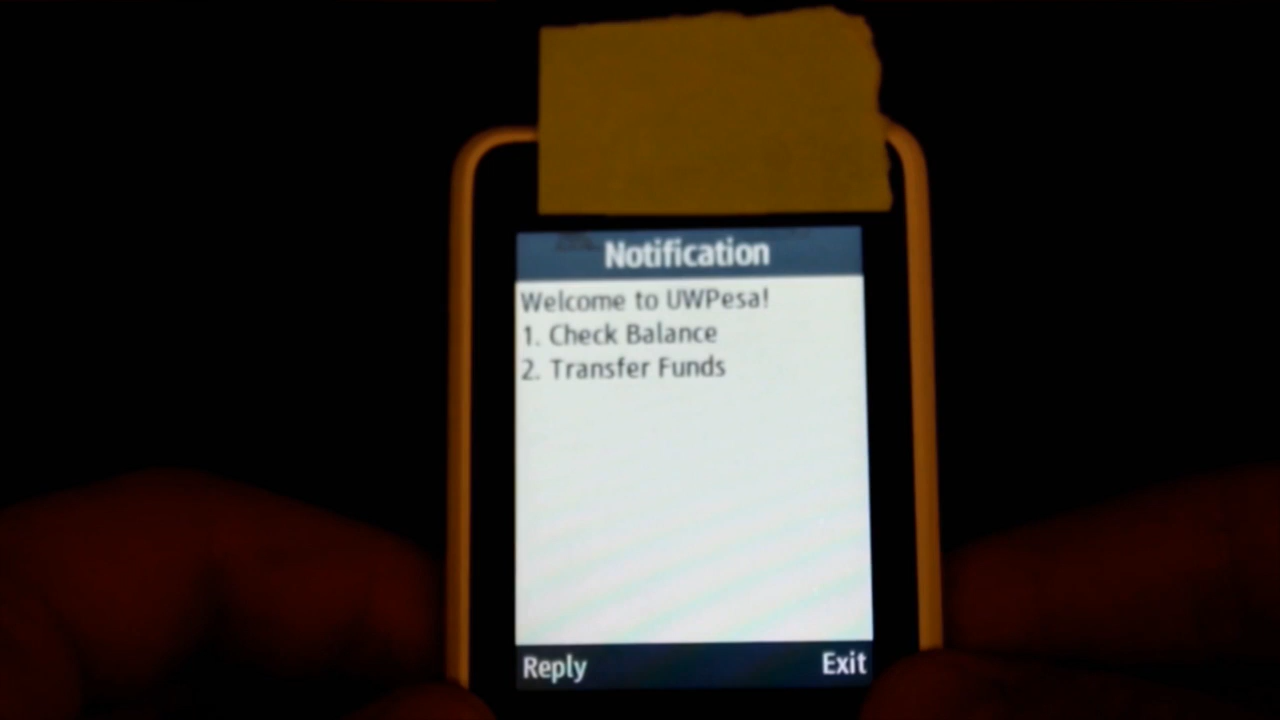 Notification
Welcome to UWPesa!
1. Check Balance
2. Transfer Funds
Reply Exit